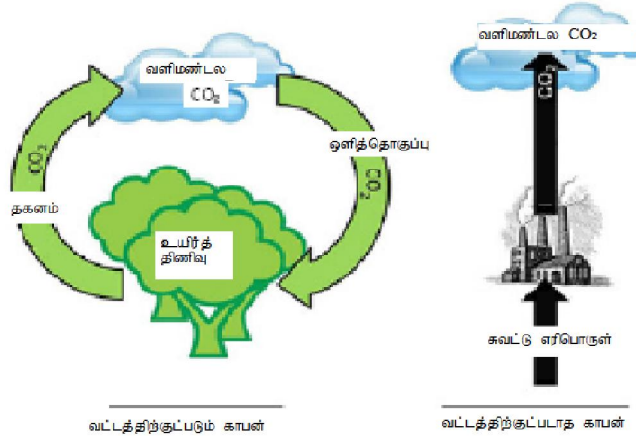 வளிமண்டல
CO₂
ஒளித்தொகுப்பு
CO₂
CO₂
தகனம்
உயிர்த்
திணிவு
வட்டத்திற்குட்படும் காபன்
வளிமண்டல CO₂
CO₂
சுவட்டு எரிபொருள்
வட்டத்திற்குட்படாத காபன்